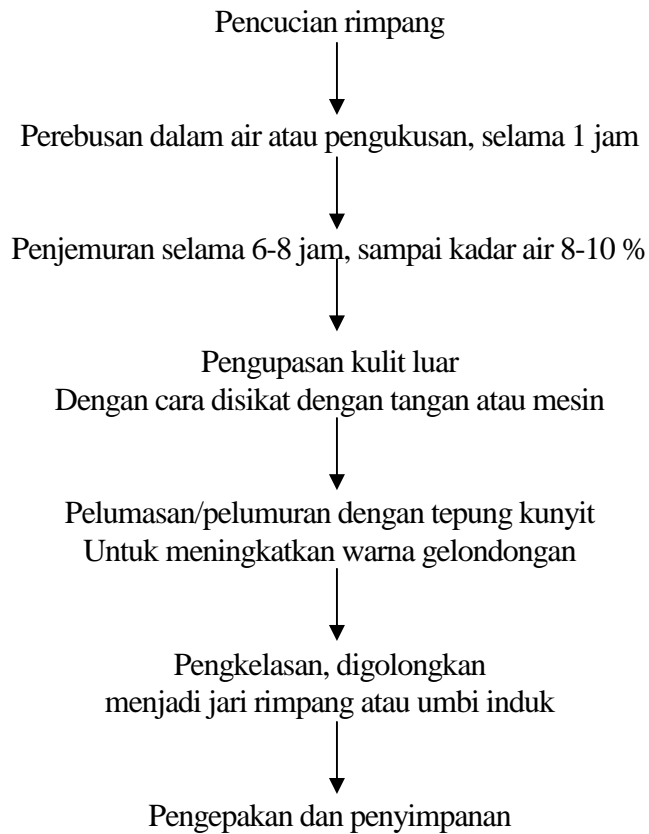 Pencucian rimpang
Perebusan dalam air atau pengukusan, selama 1 jam
Penjemuran selama 6-8 jam, sampai kadar air 8-10 %
Pengupasan kulit luar
Dengan cara disikat dengan tangan atau mesin
Pelumasan/pelumuran dengan tepung kunyit
Untuk meningkatkan warna gelondongan
Pengkelasan, digolongkan
menjadi jari rimpang atau umbi induk
Pengepakan dan penyimpanan